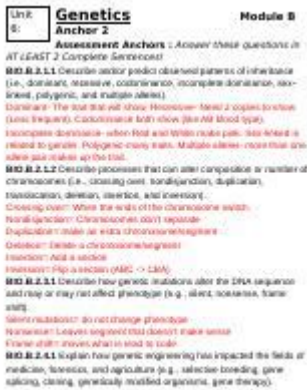 Unit
6:
Genetics
Module B
Anchor 2
Assessment Anchors : Answer these questions in
AT LEAST 2 Complete Sentences!
BIO.B.2.1.1 Describe and/or predict observed patterns of inheritance
(i.e., dominant, recessive, codominance, incomplete dominance, sex-
linked, polygenic, and multiple alleles).
Dominant- The trait that will show Recessive- Need 2 copies to show
(Less frequent). Codominance both show (like AB blood type).
Incomplete dominance- when Red and White make pink. Sex-linked is
related to gender. Polygenic-many traits. Multiple alleles- more than one
allele pair makes up the trait.
BIO.B.2.1.2 Describe processes that can alter composition or number of
chromosomes (i.e., crossing over, nondisjunction, duplication,
translocation, deletion, insertion, and inversion).
Crossing over= Where the ends of the chromosome switch
Nondisjunction= Chromosomes don't separate
Duplication= make an extra chromosome/segment
Deletion= Delete a chromosome/segment
Insertion= Add a section
Inversion= Flip a section (ABC -> CBA)
BIO.B.2.3.1 Describe how genetic mutations alter the DNA sequence
and may or may not affect phenotype (e.g., silent, nonsense, frame
shift).
Silent mutations= do not change phenotype
Nonsense= Leaves segment that doesn't make sense
Frame shift= moves what is read to code
BIO.B.2.4.1 Explain how genetic engineering has impacted the fields of
medicine, forensics, and agriculture (e.g., selective breeding, gene
splicing, cloning, genetically modified organisms, gene therapy).